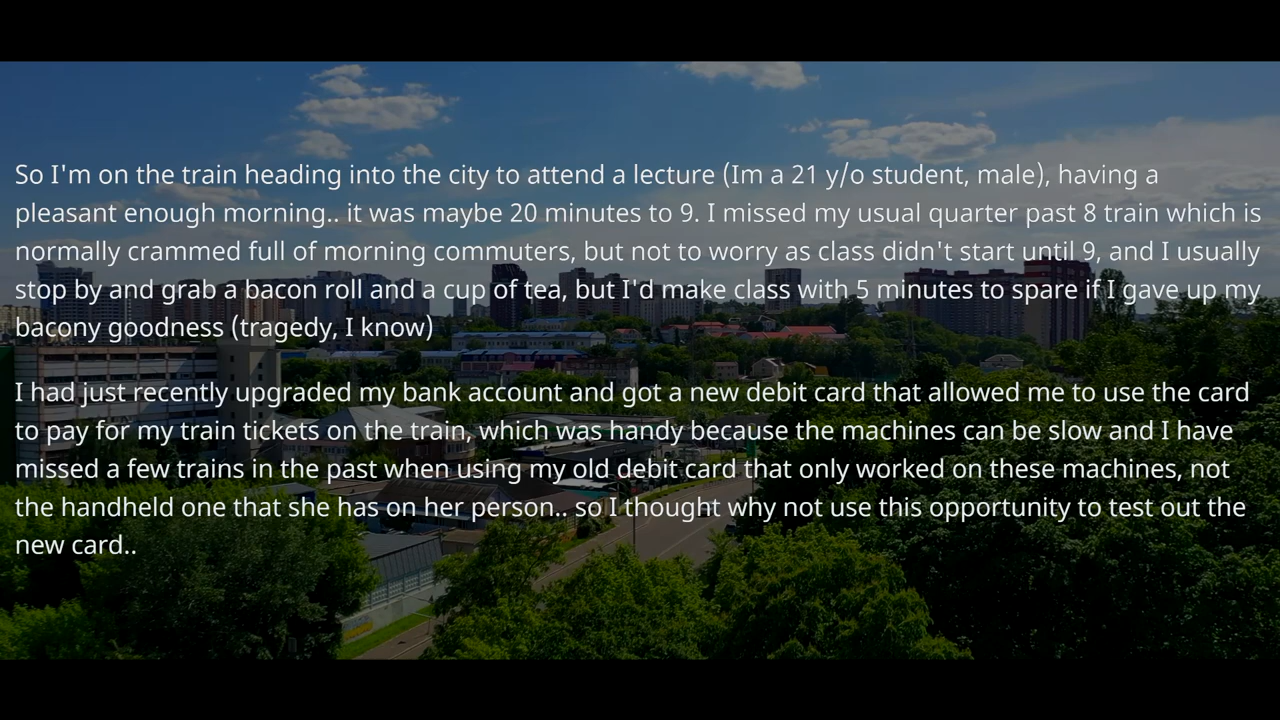 So I'm on the train heading into the city to attend a lecture (Im a 21 y/o student, male), having a
pleasant enough morning.. it was maybe 20 minutes to 9. I missed my usual quarter past 8 train which is
normally crammed full of morning commuters, but not to worry as class didn't start until 9, and I usually
stop by and grab a bacon roll and a cup of tea, but I'd make class with 5 minutes to spare if I gave up my
bacony goodness (tragedy, I know)
I had just recently upgraded my bank account and got a new debit card that allowed me to use the card
to pay for my train tickets on the train, which was handy because the machines can be slow and I have
missed a few trains in the past when using my old debit card that only worked on these machines, not
the handheld one that she has on her person.. so I thought why not use this opportunity to test out the
new card..